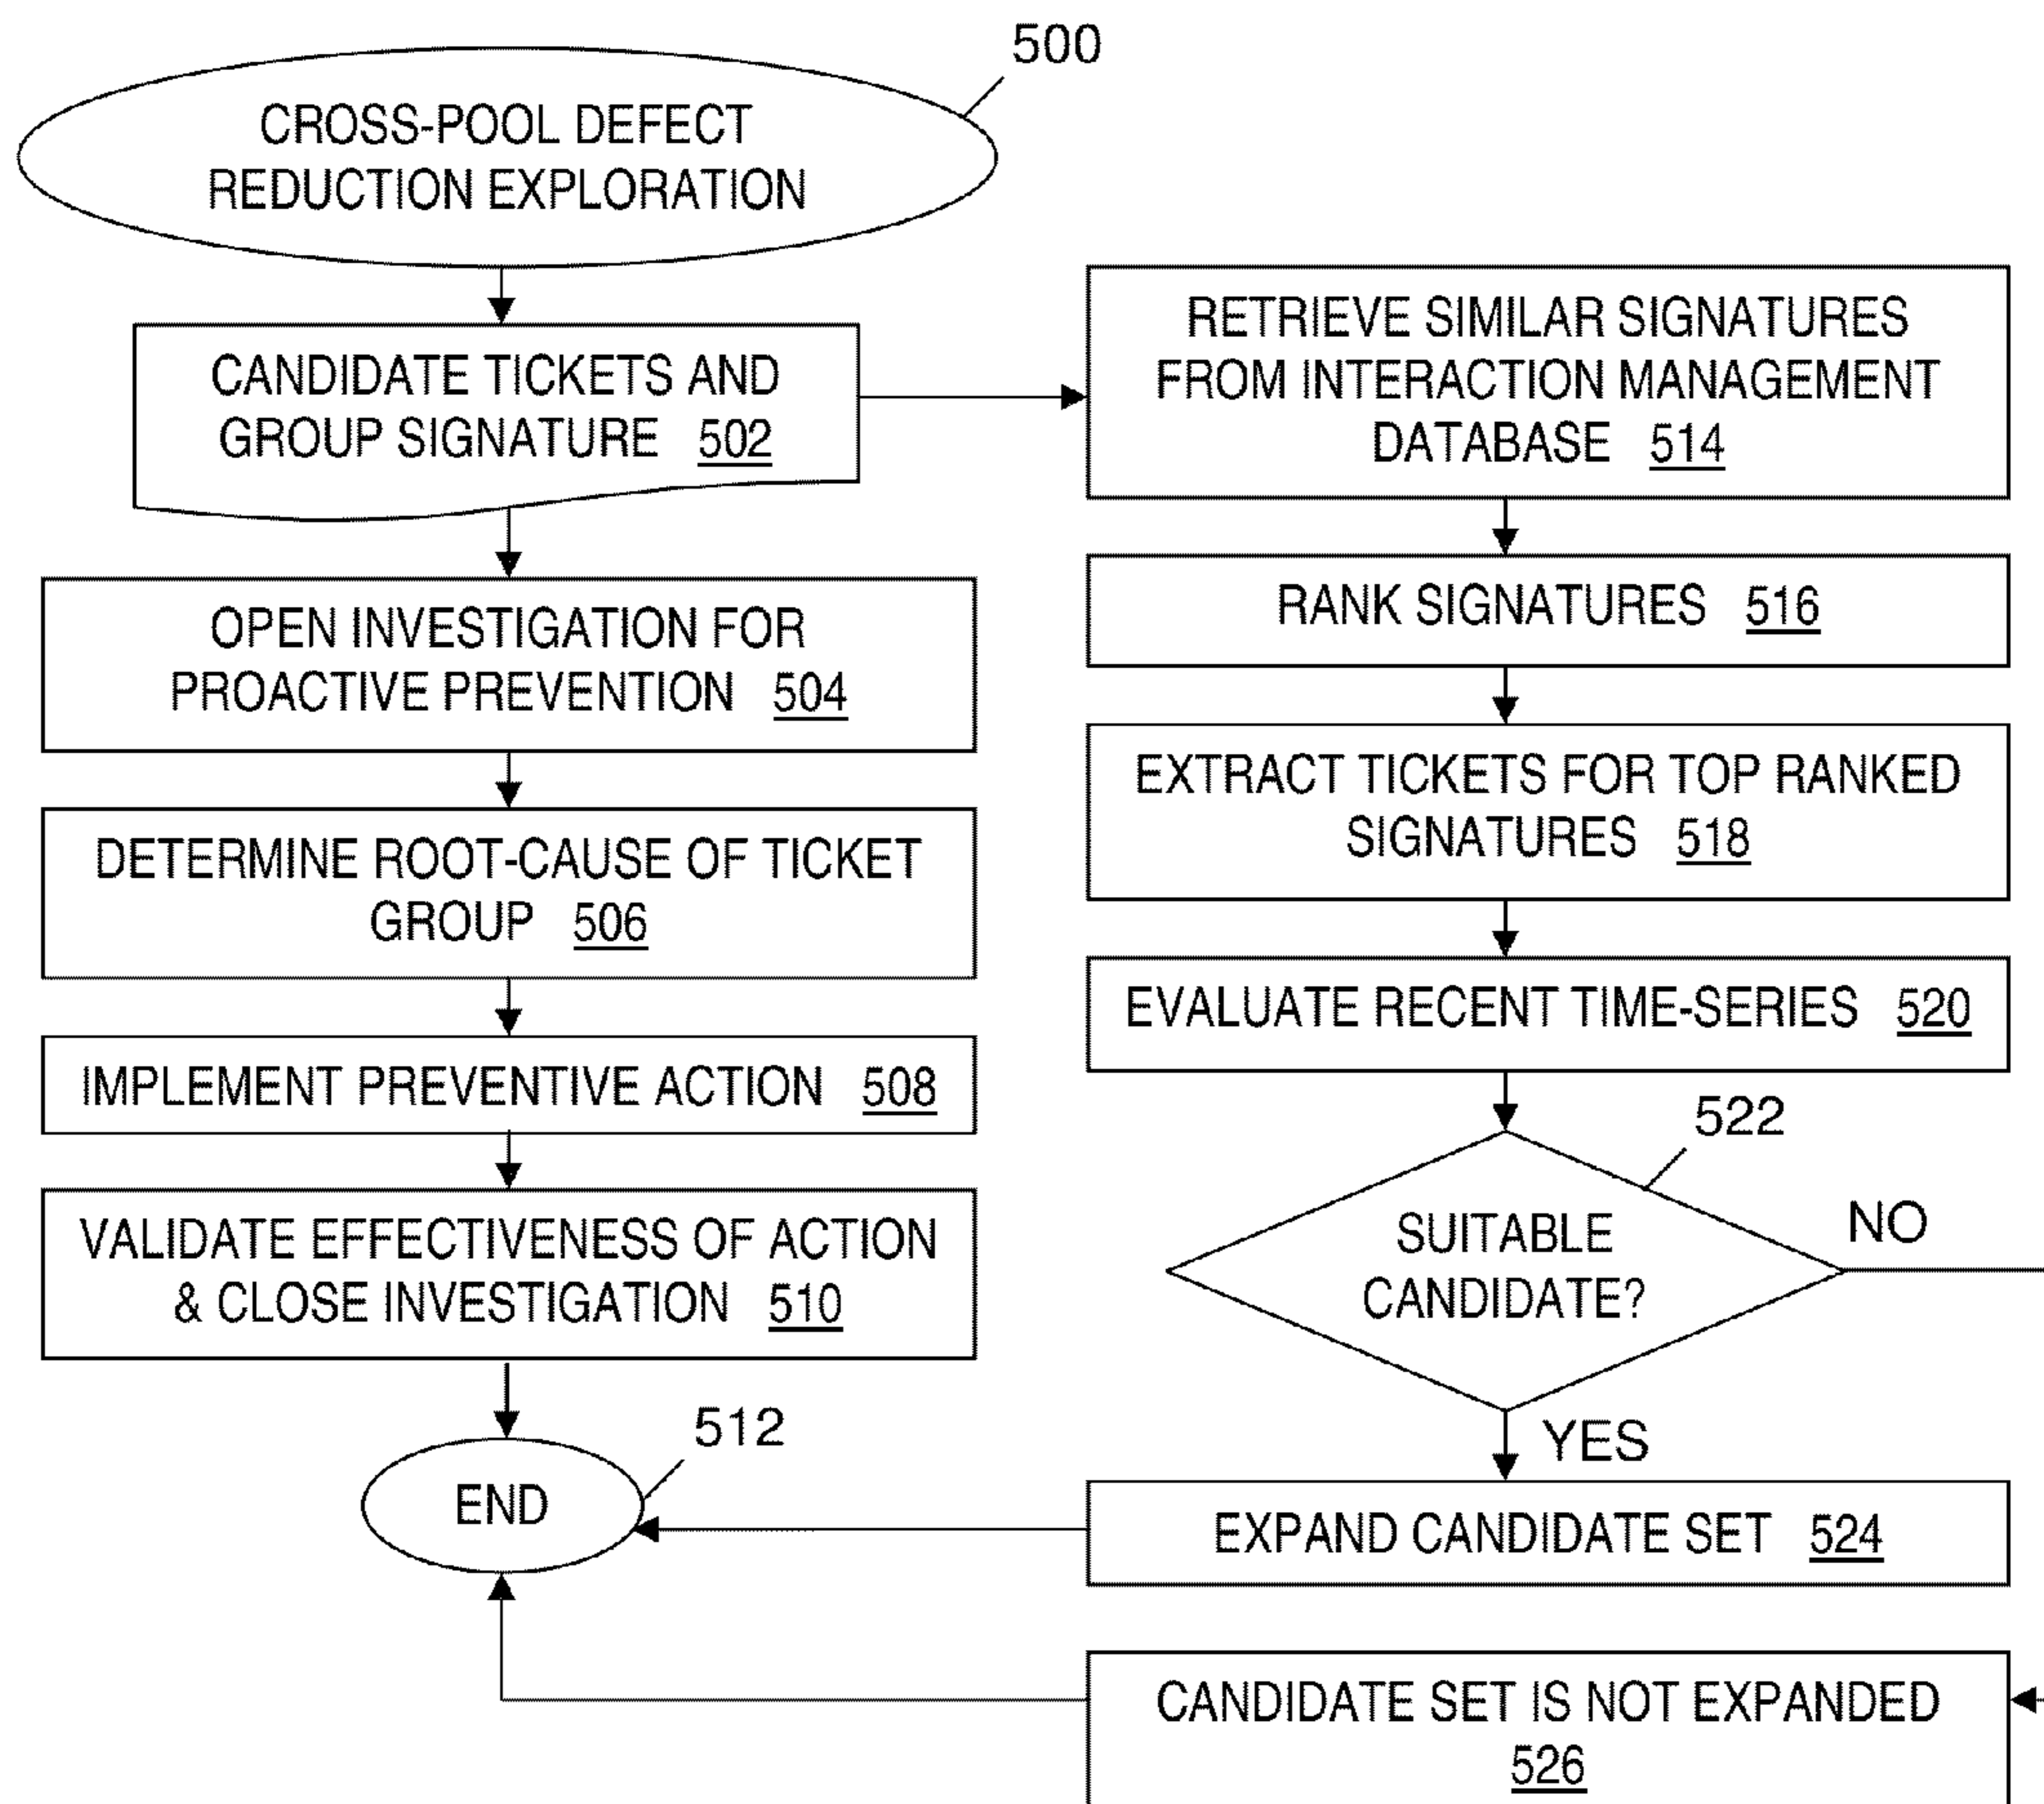 500
CROSS-POOL DEFECT
REDUCTION EXPLORATION
CANDIDATE TICKETS AND
GROUP SIGNATURE 502
OPEN INVESTIGATION FOR
PROACTIVE PREVENTION 504
DETERMINE ROOT-CAUSE OF TICKET
GROUP 506
IMPLEMENT PREVENTIVE ACTION 508
VALIDATE EFFECTIVENESS OF ACTION
& CLOSE INVESTIGATION 510
512
END
RETRIEVE SIMILAR SIGNATURES
FROM INTERACTION MANAGEMENT
DATABASE 514
RANK SIGNATURES 516
EXTRACT TICKETS FOR TOP RANKED
SIGNATURES 518
EVALUATE RECENT TIME-SERIES 520
522
SUITABLE
CANDIDATE?
NO
YES
EXPAND CANDIDATE SET 524
CANDIDATE SET IS NOT EXPANDED
526